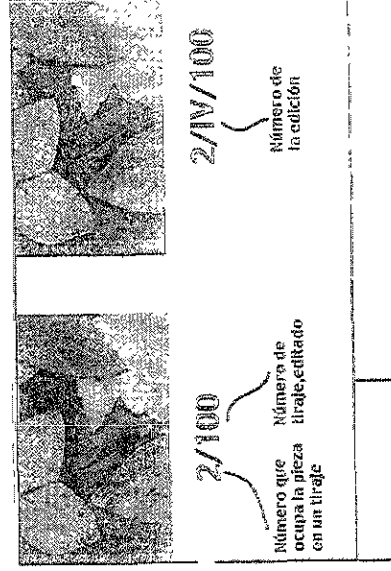 2/100
Número que
ocupa la pieza
en un tiraje
Número de
tiraje,editado
2/IV/100
Número de
la edición